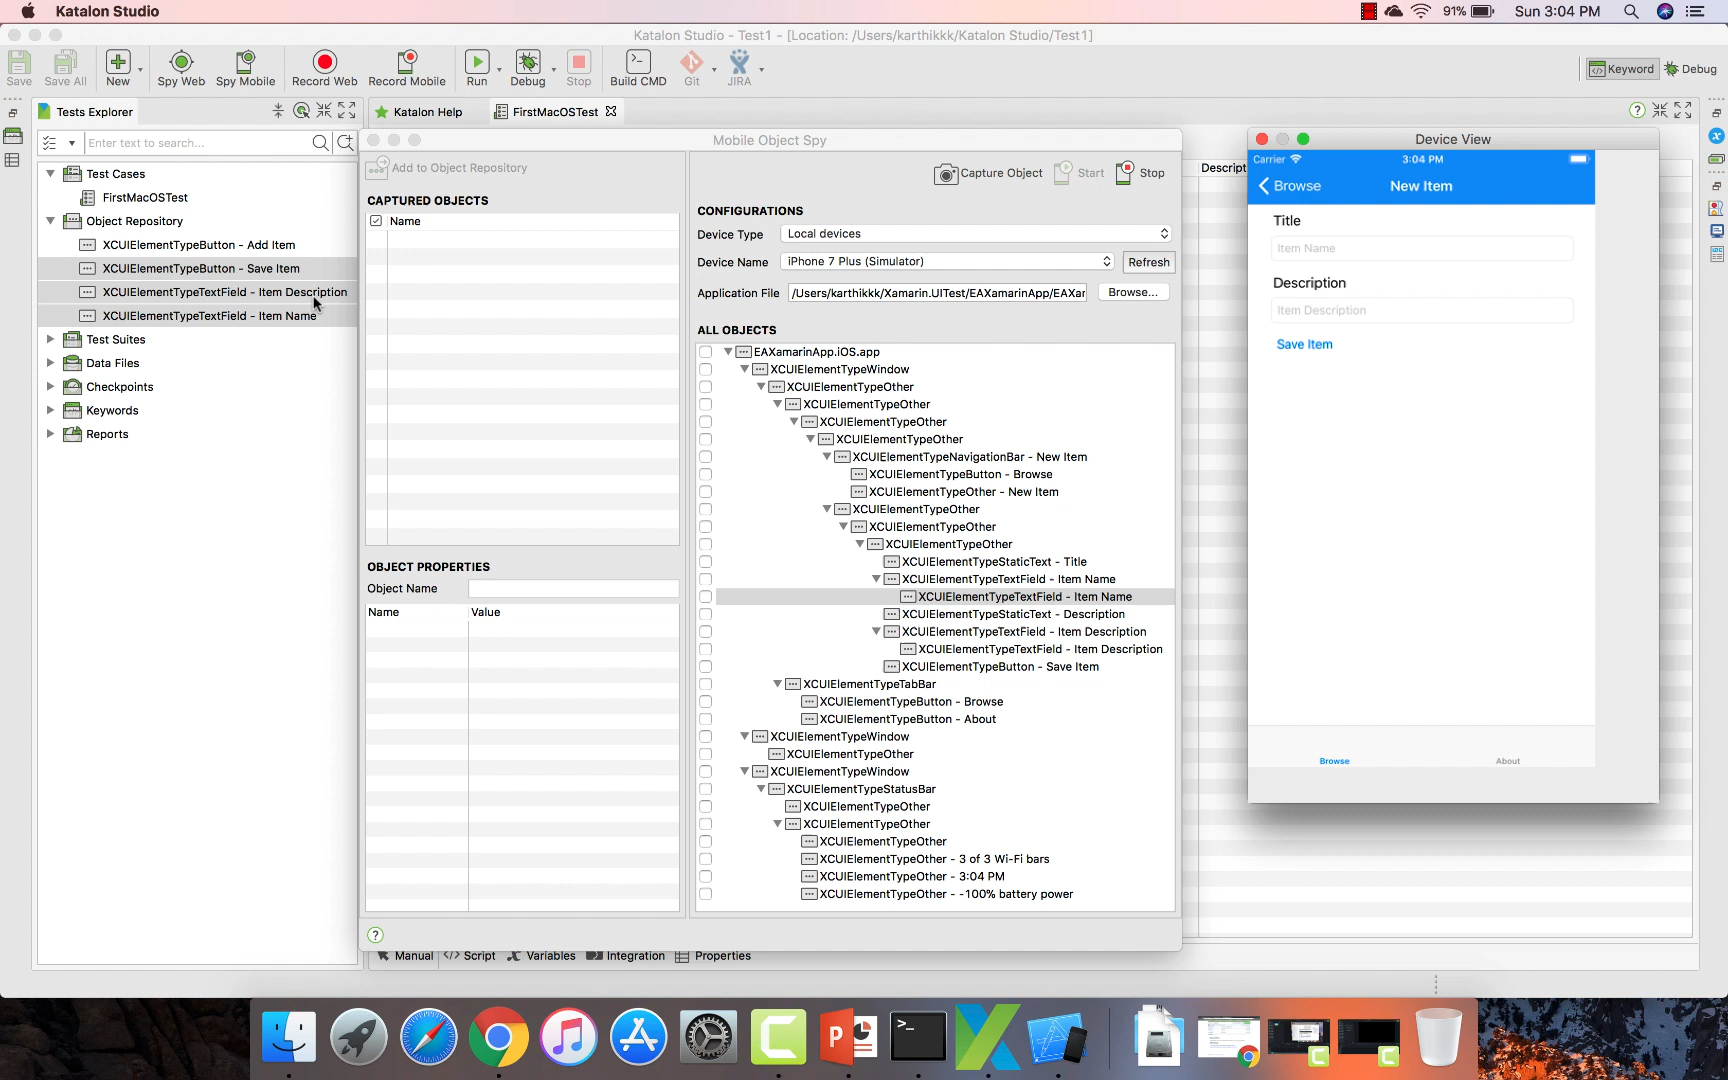 Katalon Studio
91%
Sun 3:04 PM
Katalon Studio - Test1 - [Location: /Users/karthikkk/Katalon Studio/Test1]
Save
Save All
New
Spy Web
Spy Mobile
Record Web
Record Mobile
Run
Debug
Stop
Build CMD
Git
JIRA
Keyword
Debug
Tests Explorer
Katalon Help
FirstMacOSTest
Enter text to search...
Test Cases
FirstMacOSTest
Object Repository
XCUIElementTypeButton - Add Item
XCUIElementTypeButton - Save Item
XCUIElementTypeTextField - Item Description
XCUIElementTypeTextField - Item Name
Test Suites
Data Files
Checkpoints
Keywords
Reports
Mobile Object Spy
Add to Object Repository
Capture Object
Start
Stop
CAPTURED OBJECTS
Name
OBJECT PROPERTIES
Object Name
Name
Value
CONFIGURATIONS
Device Type
Local devices
Device Name
iPhone 7 Plus (Simulator)
Refresh
Application File
/Users/karthikkk/Xamarin.UITest/EAXamarinApp/EAXar
Browse...
ALL OBJECTS
EAXamarinApp.iOS.app
XCUIElementTypeWindow
XCUIElementTypeOther
XCUIElementTypeOther
XCUIElementTypeOther
XCUIElementTypeOther
XCUIElementTypeNavigationBar - New Item
XCUIElementTypeButton - Browse
XCUIElementTypeOther - New Item
XCUIElementTypeOther
XCUIElementTypeOther
XCUIElementTypeOther
XCUIElementTypeStaticText - Title
XCUIElementTypeTextField - Item Name
XCUIElementTypeTextField - Item Name
XCUIElementTypeStaticText - Description
XCUIElementTypeTextField - Item Description
XCUIElementTypeTextField - Item Description
XCUIElementTypeButton - Save Item
XCUIElementTypeTabBar
XCUIElementTypeButton - Browse
XCUIElementTypeButton - About
XCUIElementTypeWindow
XCUIElementTypeOther
XCUIElementTypeWindow
XCUIElementTypeStatusBar
XCUIElementTypeOther
XCUIElementTypeOther
XCUIElementTypeOther
XCUIElementTypeOther - 3 of 3 Wi-Fi bars
XCUIElementTypeOther - 3:04 PM
XCUIElementTypeOther - -100% battery power
Descript
Device View
Carrier
3:04 PM
Browse
New Item
Title
Item Name
Description
Item Description
Save Item
Browse
About
Manual
Script
Variables
Integration
Properties